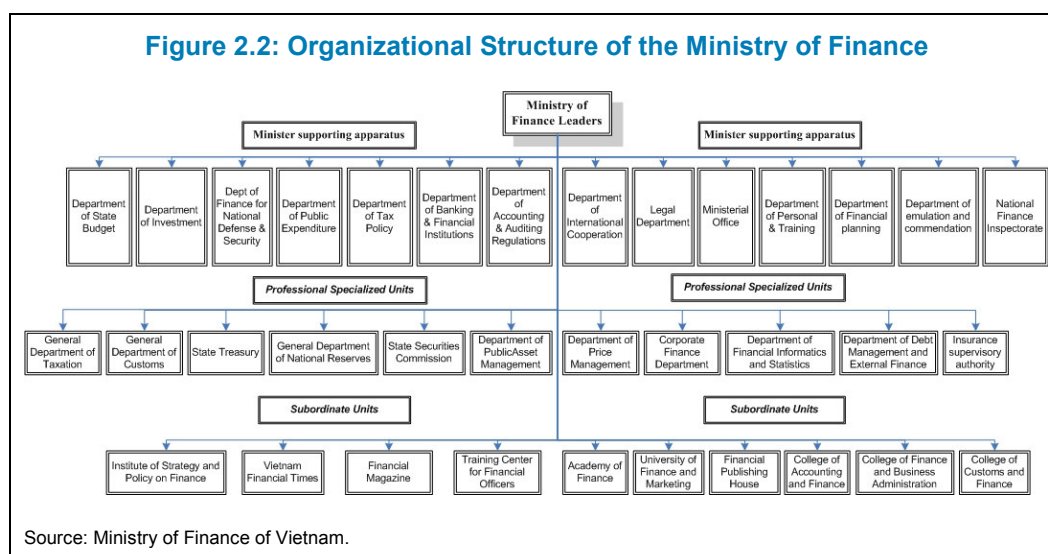 Figure 2.2: Organizational Structure of the Ministry of Finance
Ministry of
Finance Leaders
Minister supporting apparatus
Minister supporting apparatus
Department
of State
Budget
Department
of Investment
Dept of
Finance for
National
Defense &
Security
Department
of Public
Expenditure
Department
of Tax
Policy
Department
of Banking
& Financial
Institutions
Department
of
Accounting
& Auditing
Regulations
Department
of
International
Cooperation
Legal
Department
Ministerial
Office
Department
of Personal
& Training
Department
of Financial
planning
Department of
emulation and
commendation
National
Finance
Inspectorate
Professional Specialized Units
Professional Specialized Units
General
Department of
Taxation
General
Department of
Customs
State Treasury
General Department
of National Reserves
State Securities
Commission
Department of
PublicAsset
Management
Department of
Price
Management
Corporate
Finance
Department
Department of
Financial Informatics
and Statistics
Department of Debt
Management and
External Finance
Insurance
supervisory
authority
Subordinate Units
Subordinate Units
Institute of Strategy and
Policy on Finance
Vietnam
Financial Times
Financial
Magazine
Training Center
for Financial
Officers
Academy of
Finance
University of
Finance and
Marketing
Financial
Publishing
House
College of
Accounting
and Finance
College of Finance
and Business
Administration
College of
Customs and
Finance
Source: Ministry of Finance of Vietnam.